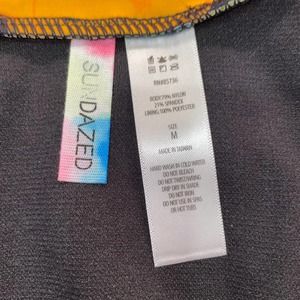 SUNDAZED
BODY:79% NYLON
21% SPANDEX
LINING:100% POLYESTER
SIZE
M
MADE IN TAIWAN
HAND WASH IN COLD WATER
DO NOT BLEACH
DO NOT TWIST/WRING
DRIP DRY IN SHADE
DO NOT IRON
DO NOT USE IN SPAS
OR HOT TUBS